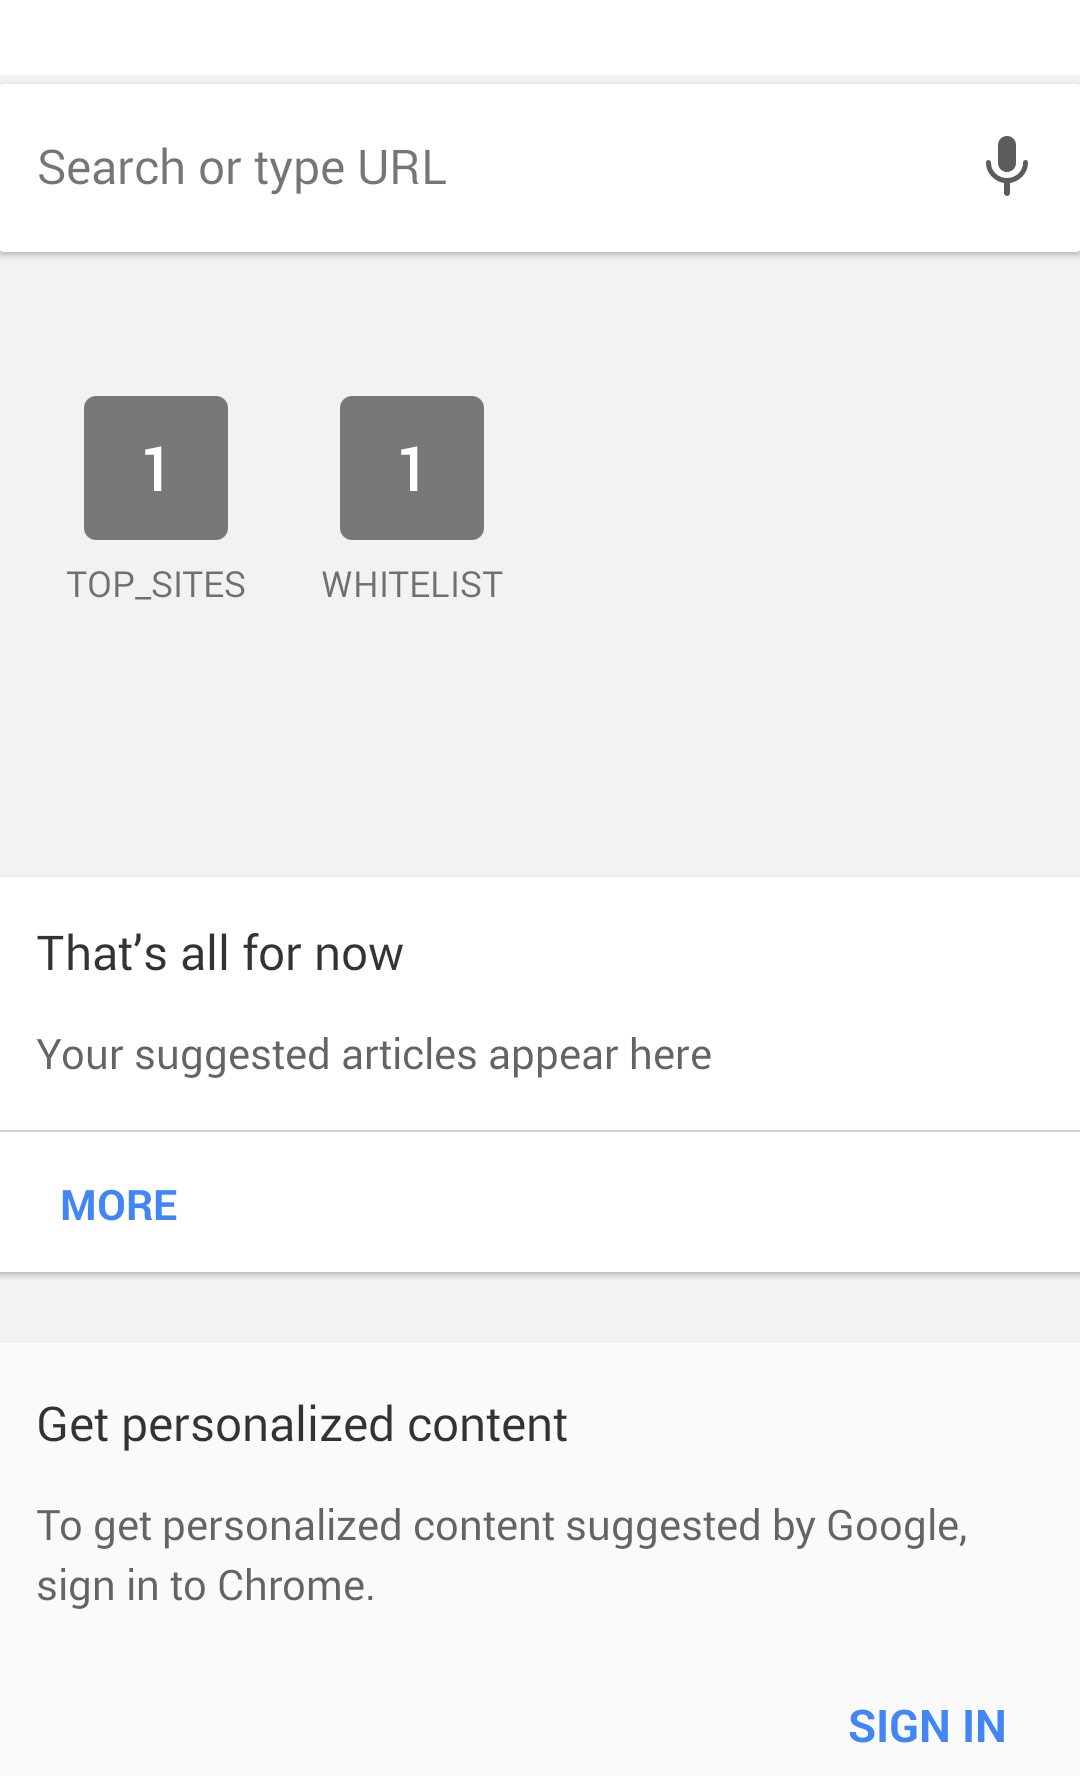 Search or type URL
1 1
TOP_SITES WHITELIST
That’s all for now
Your suggested articles appear here
MORE
Get personalized content
To get personalized content suggested by Google,
sign in to Chrome.
SIGN IN